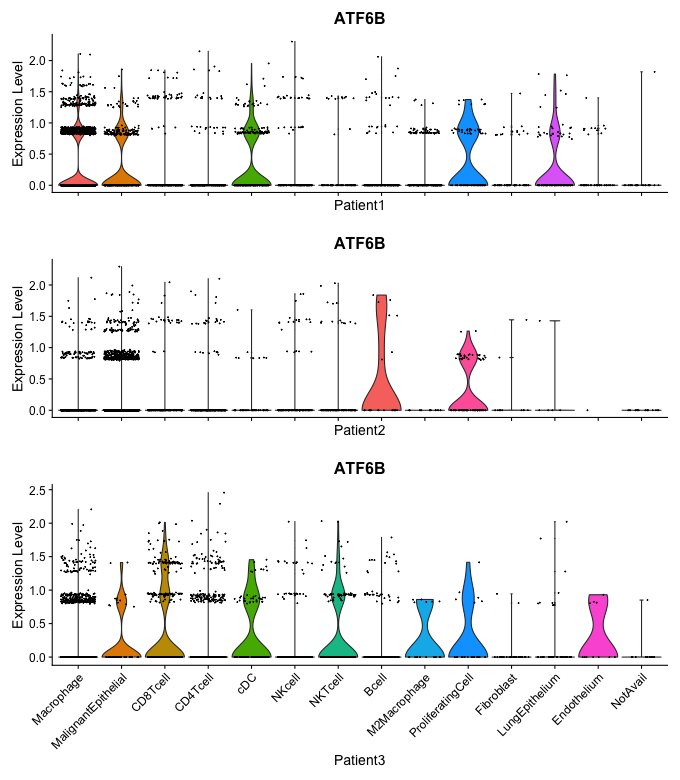 ATF6B
Expression Level
2.0
1.5
1.0
0.5
0.0
Patient1
ATF6B
Expression Level
2.0
1.5
1.0
0.5
0.0
Patient2
ATF6B
Expression Level
2.5
2.0
1.5
1.0
0.5
0.0
Macrophage
MalignantEpithelial
CD8Tcell
CD4Tcell
cDC
NKcell
NKTcell
Bcell
M2Macrophage
ProliferatingCell
Fibroblast
LungEpithelium
Endothelium
NotAvail
Patient3